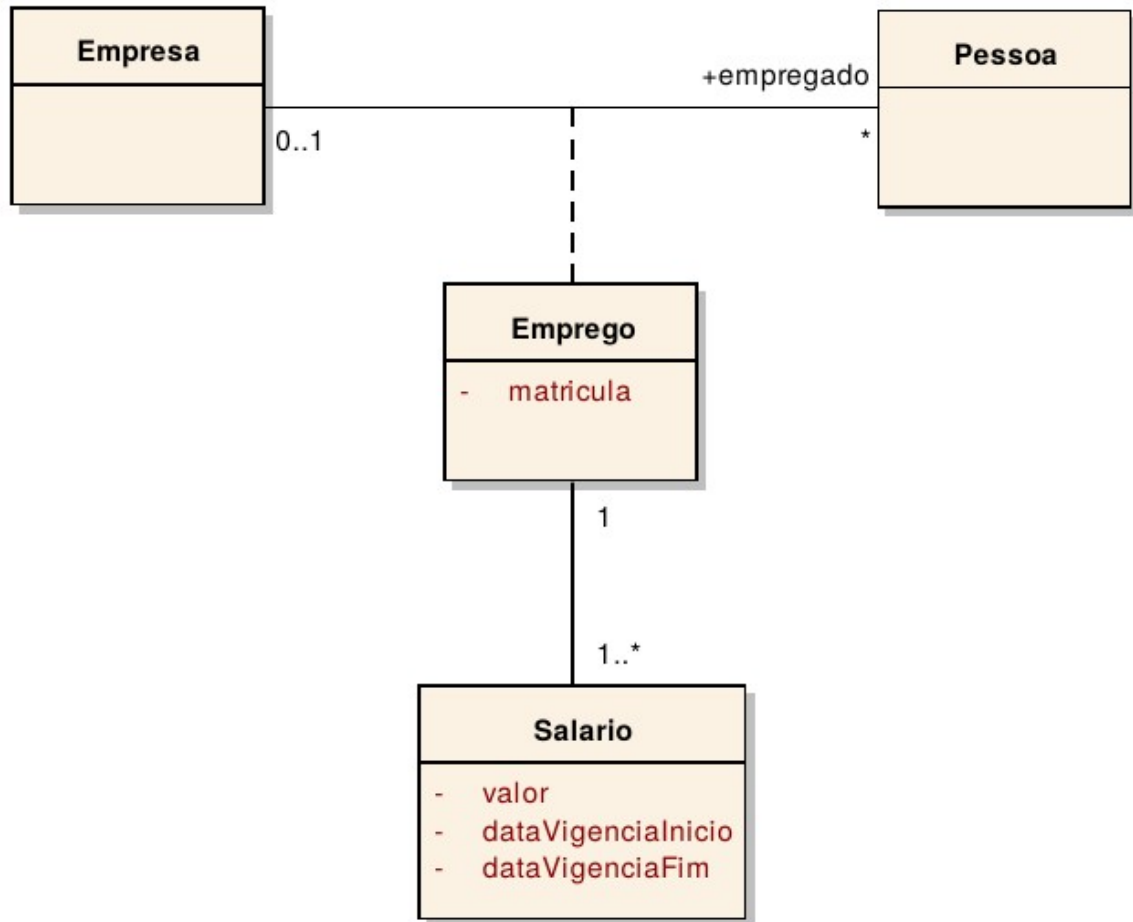 Empresa
Pessoa
+empregado
0..1
*
Emprego
- matricula
1
1..*
Salario
- valor
- dataVigenciaInicio
- dataVigenciaFim